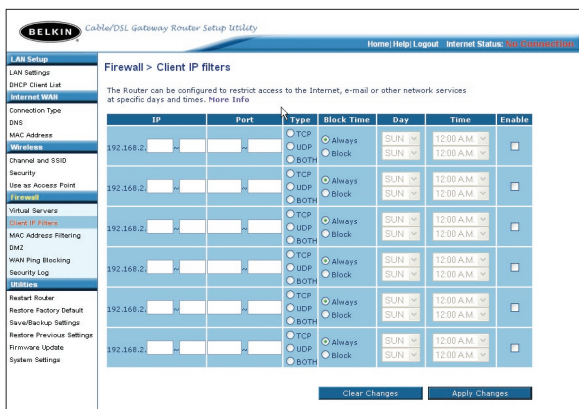 BELKIN
Cable/DSL Gateway Router Setup Utility
Home| Help| Logout Internet Status: No Connection
LAN Setup
LAN Settings
DHCP Client List
Internet WAN
Connection Type
DNS
MAC Address
Wireless
Channel and SSID
Security
Use as Access Point
Firewall
Virtual Servers
Client IP Filters
MAC Address Filtering
DMZ
WAN Ping Blocking
Security Log
Utilities
Restart Router
Restore Factory Default
Save/Backup Settings
Restore Previous Settings
Firmware Update
System Settings
Firewall > Client IP filters
The Router can be configured to restrict access to the Internet, e-mail or other network services
at specific days and times. More Info
IP Port Type Block Time Day Time Enable
TCP
192.168.2. ~ ~ UDP Always SUN 12:00 A.M.
BOTH Block SUN 12:00 A.M.
TCP
192.168.2. ~ ~ UDP Always SUN 12:00 A.M.
BOTH Block SUN 12:00 A.M.
TCP
192.168.2. ~ ~ UDP Always SUN 12:00 A.M.
BOTH Block SUN 12:00 A.M.
TCP
192.168.2. ~ ~ UDP Always SUN 12:00 A.M.
BOTH Block SUN 12:00 A.M.
TCP
192.168.2. ~ ~ UDP Always SUN 12:00 A.M.
BOTH Block SUN 12:00 A.M.
TCP
192.168.2. ~ ~ UDP Always SUN 12:00 A.M.
BOTH Block SUN 12:00 A.M.
Clear Changes Apply Changes